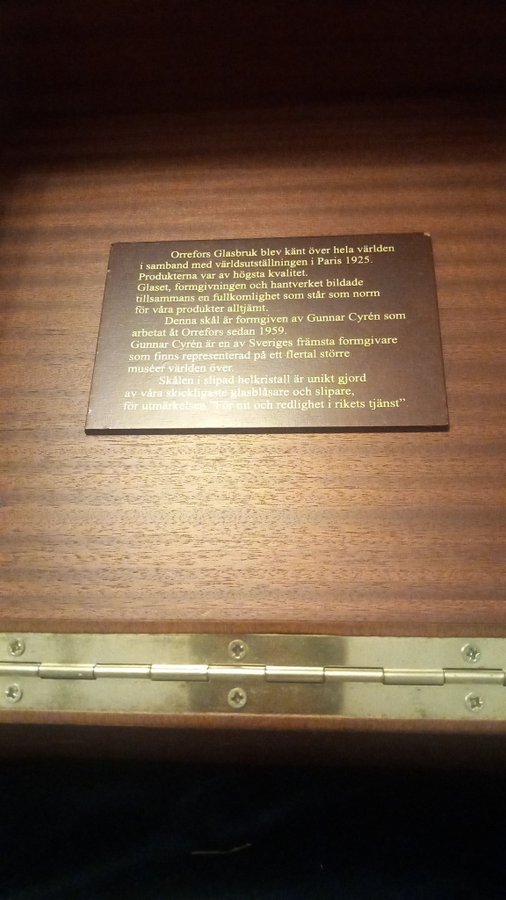 Orrefors Glasbruk blev känt över hela världen
i samband med världsutställningen i Paris 1925.
Produkterna var av högsta kvalitet.
Glaset, formgivningen och hantverket bildade
tillsammans en fullkomlighet som står som norm
för våra produkter alltjämt.
Denna skål är formgiven av Gunnar Cyrén som
arbetat åt Orrefors sedan 1959.
Gunnar Cyrén är en av Sveriges främsta formgivare
som finns representerad på ett flertal större
muséer världen över.
Skålen i slipad helkristall är unikt gjord
av våra skickligaste glasblåsare och slipare,
för utmärkelsen "För nit och redlighet i rikets tjänst"